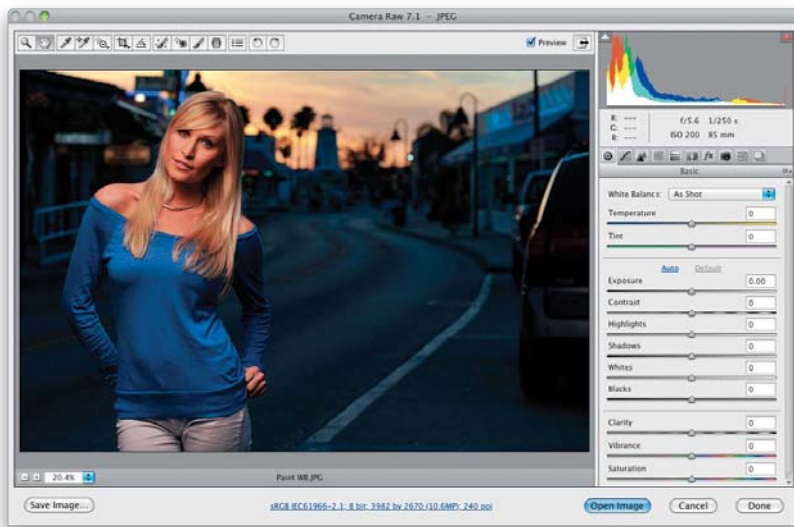 Camera Raw 7.1 – JPEG
Preview
R: ---
G: ---
B: ---
f/5.6 1/250 s
ISO 200 85 mm
Basic
White Balance: As Shot
Temperature 0
Tint 0
Auto Default
Exposure 0.00
Contrast 0
Highlights 0
Shadows 0
Whites 0
Blacks 0
Clarity 0
Vibrance 0
Saturation 0
20.4%
Paint WB.JPG
Save Image...
sRGB IEC61966-2.1; 8 bit; 3982 by 2670 (10.6MP); 240 ppi
Open Image
Cancel
Done